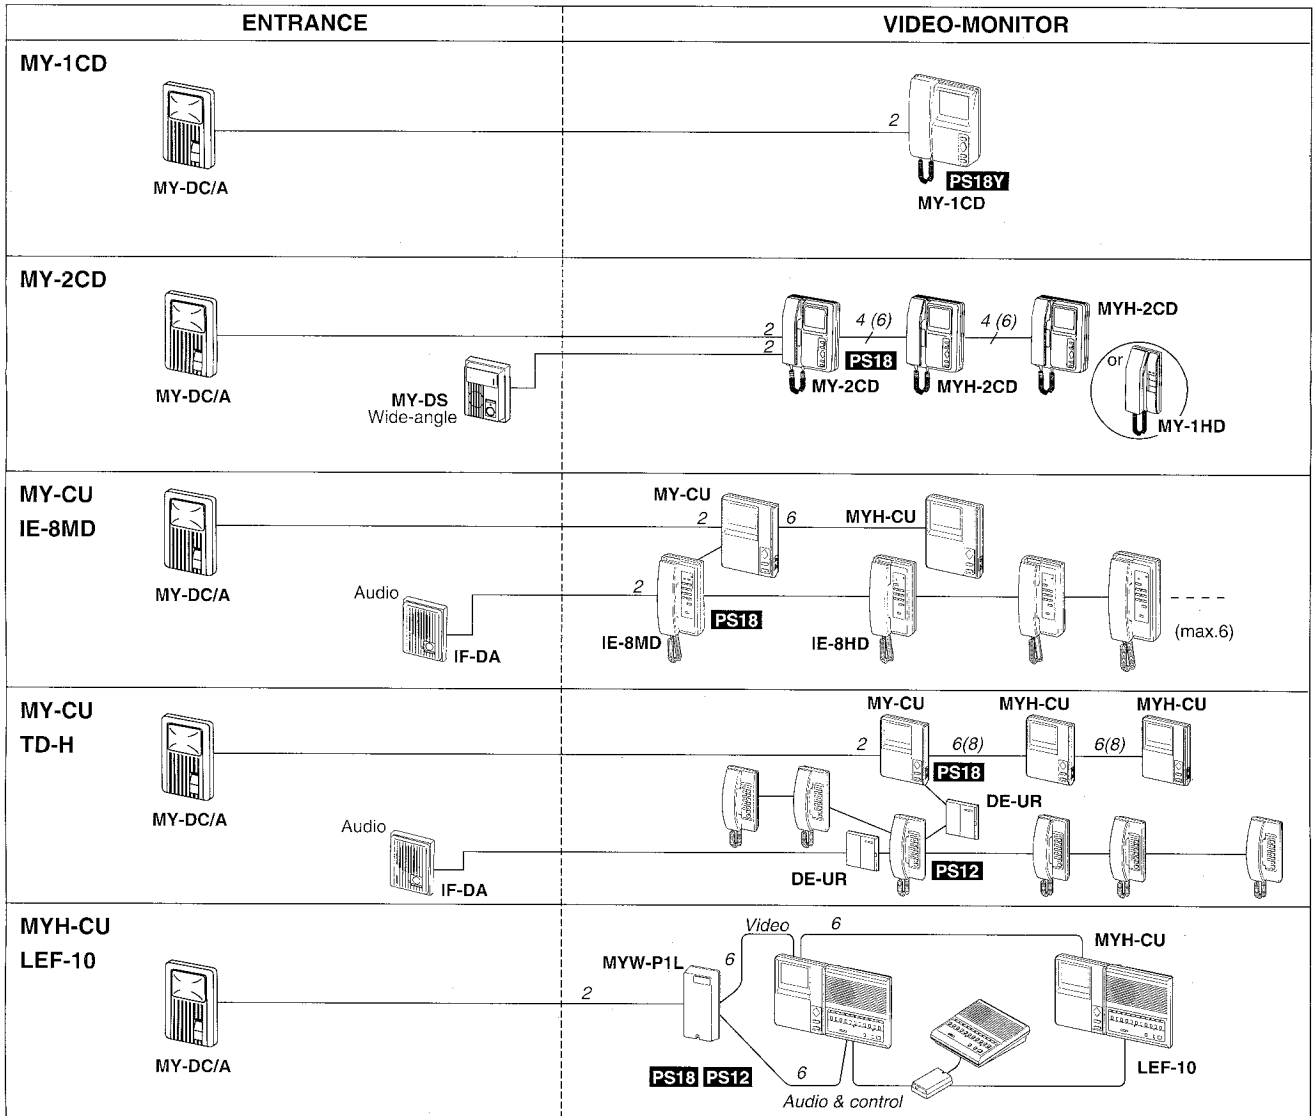 ENTRANCE
VIDEO-MONITOR
MY-1CD
MY-DC/A
2
PS18Y
MY-1CD
MY-2CD
MY-DC/A
MY-DS
Wide-angle
2
2
4 (6)
PS18
MY-2CD
MYH-2CD
4 (6)
MYH-2CD
or
MY-1HD
MY-CU
IE-8MD
MY-DC/A
Audio
IF-DA
MY-CU
2
6
MYH-CU
2
PS18
IE-8MD
IE-8HD
(max.6)
MY-CU
TD-H
MY-DC/A
Audio
IF-DA
MY-CU
MYH-CU
MYH-CU
2
6(8)
6(8)
PS18
DE-UR
DE-UR
PS12
MYH-CU
LEF-10
MY-DC/A
2
MYW-P1L
6
Video
6
MYH-CU
PS18 PS12
6
Audio & control
LEF-10